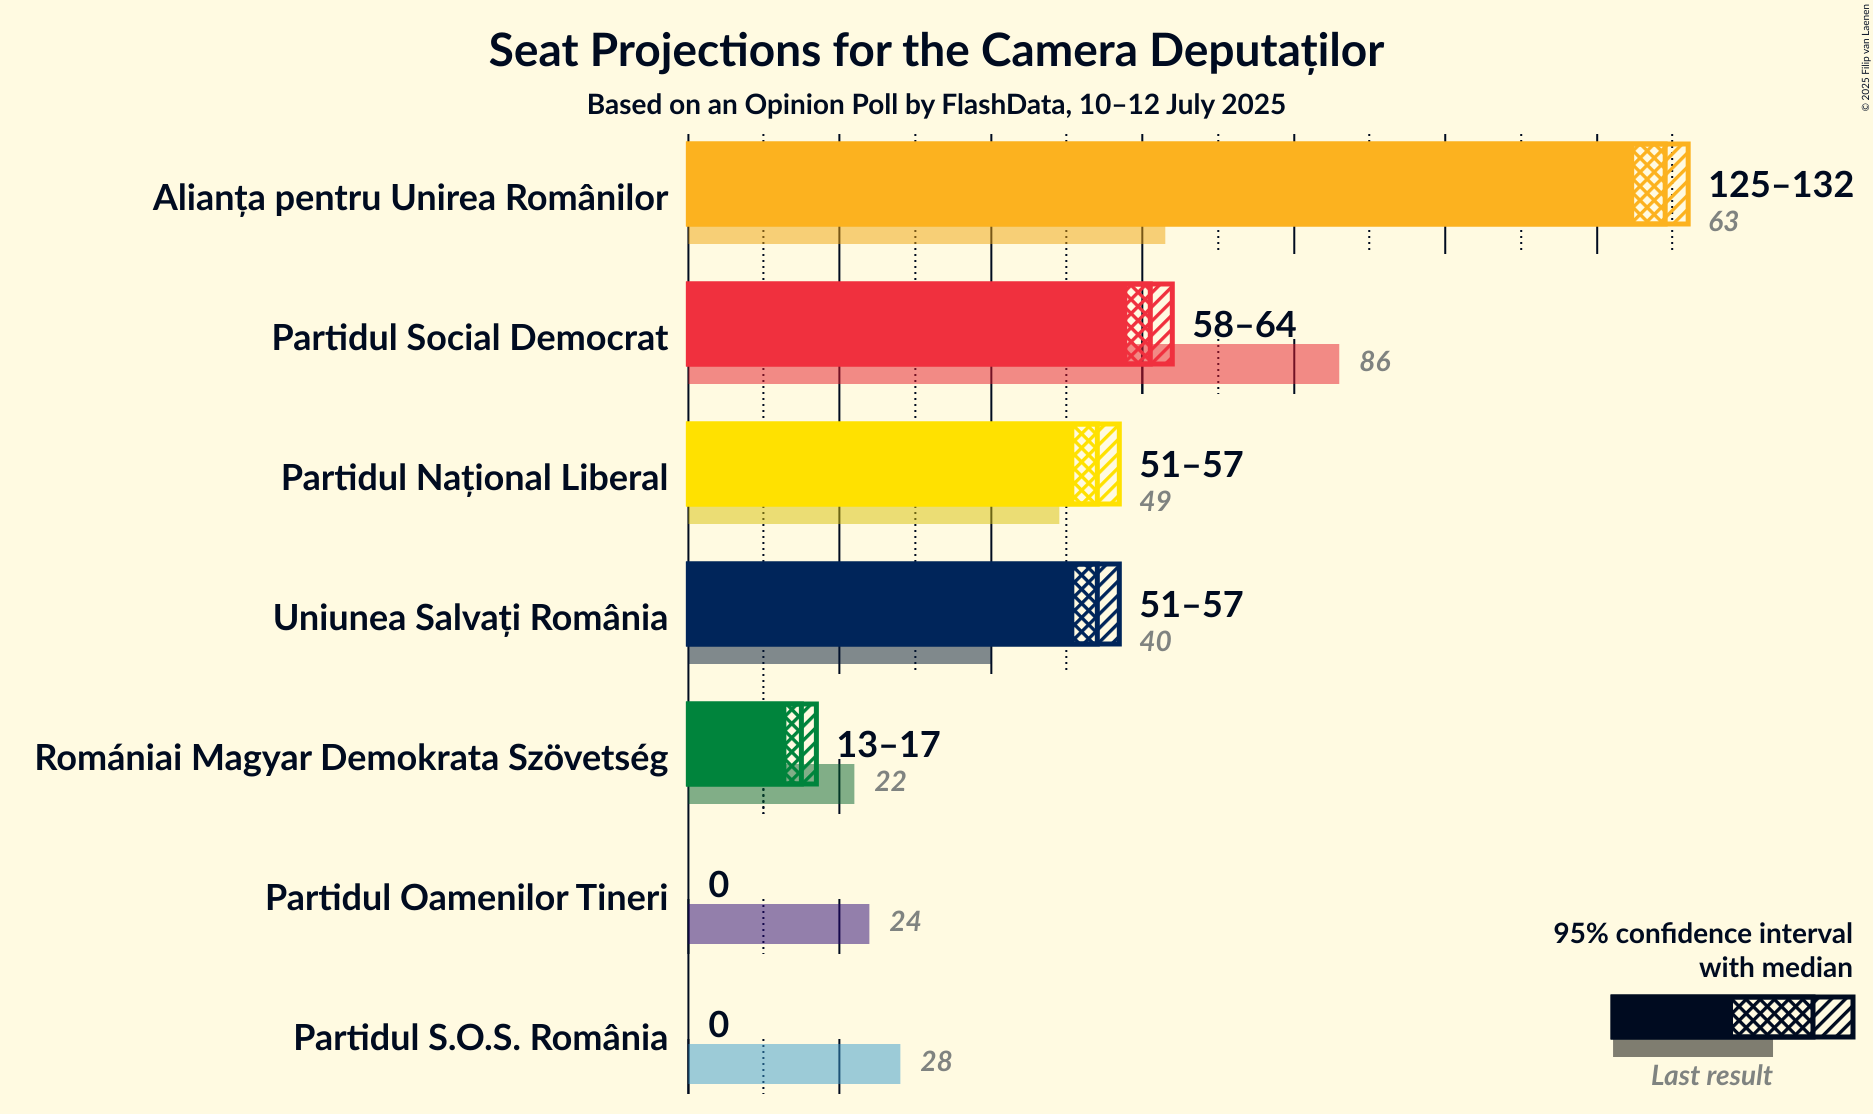 Seat Projections for the Camera Deputaților
Based on an Opinion Poll by FlashData, 10–12 July 2025
© 2025 Filip van Laenen
Alianța pentru Unirea Românilor
125–132
63
Partidul Social Democrat
58–64
86
Partidul Național Liberal
51–57
49
Uniunea Salvați România
51–57
40
Romániai Magyar Demokrata Szövetség
13–17
22
Partidul Oamenilor Tineri
0
24
Partidul S.O.S. România
0
28
95% confidence interval
with median
Last result